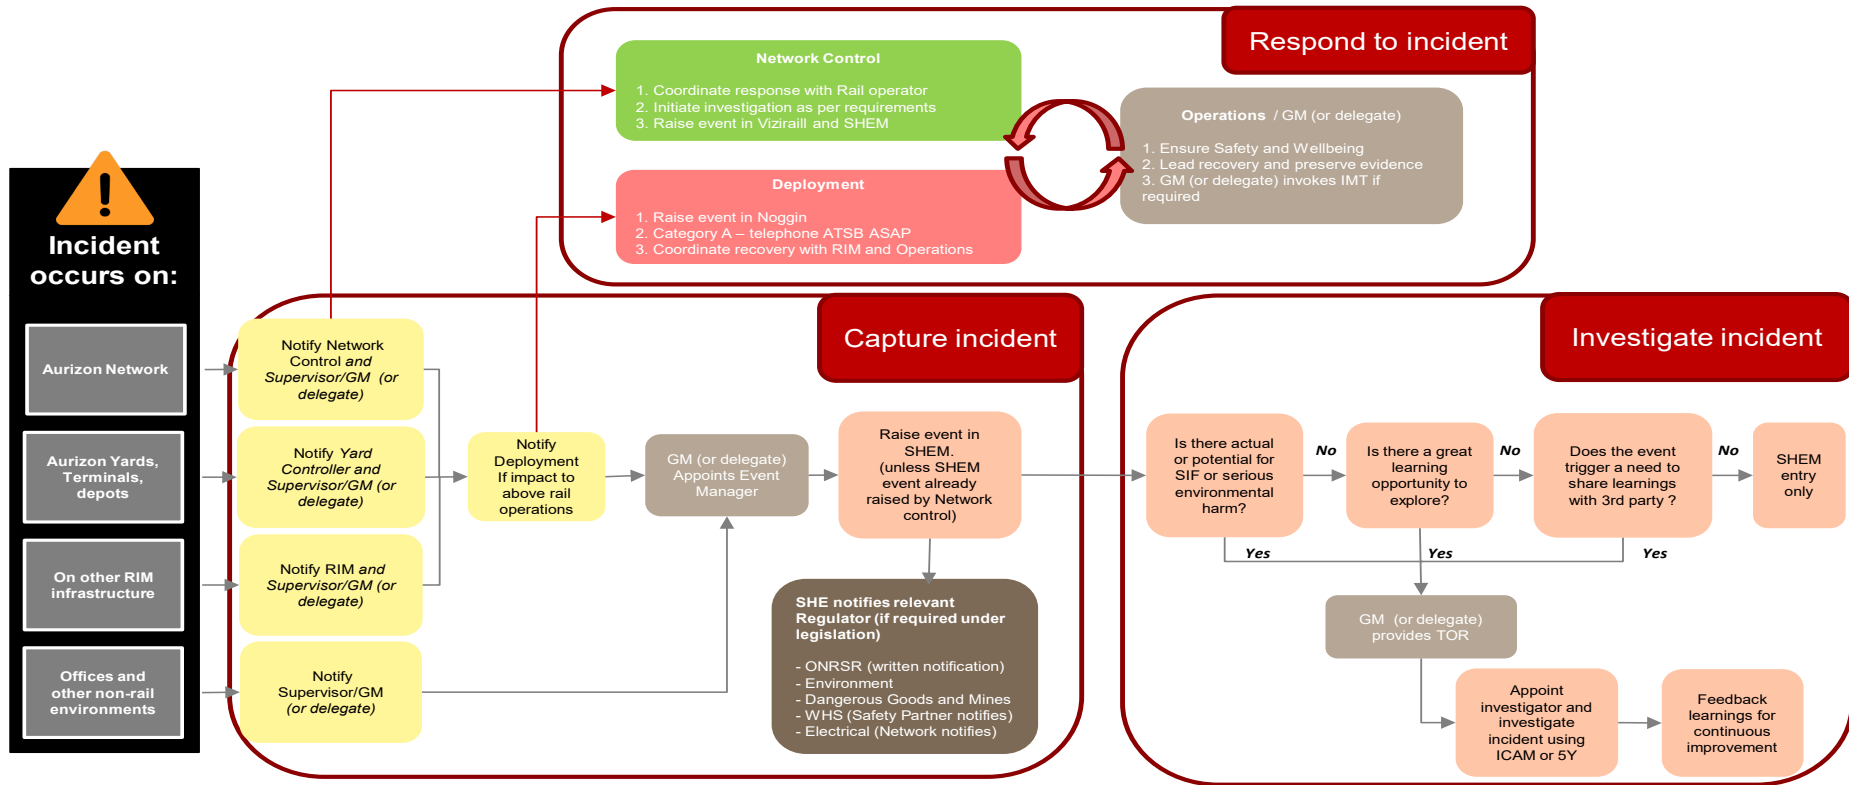 Respond to incident
Network Control
1. Coordinate response with Rail operator
2. Initiate investigation as per requirements
3. Raise event in Viziraill and SHEM
Operations / GM (or delegate)
1. Ensure Safety and Wellbeing
2. Lead recovery and preserve evidence
3. GM (or delegate) invokes IMT if
required
Deployment
1. Raise event in Noggin
2. Category A – telephone ATSB ASAP
3. Coordinate recovery with RIM and Operations
Incident
occurs on:
Aurizon Network
Aurizon Yards,
Terminals,
depots
On other RIM
infrastructure
Offices and
other non-rail
environments
Capture incident
Notify Network
Control and
Supervisor/GM (or
delegate)
Notify Yard
Controller and
Supervisor/GM (or
delegate)
Notify RIM and
Supervisor/GM (or
delegate)
Notify
Supervisor/GM
(or delegate)
Notify
Deployment
If impact to
above rail
operations
GM (or delegate)
Appoints Event
Manager
Raise event in
SHEM.
(unless SHEM
event already
raised by Network
control)
SHE notifies relevant
Regulator (if required under
legislation)
- ONRSR (written notification)
- Environment
- Dangerous Goods and Mines
- WHS (Safety Partner notifies)
- Electrical (Network notifies)
Investigate incident
Is there actual
or potential for
SIF or serious
environmental
harm?
No
Is there a great
learning
opportunity to
explore?
No
Does the event
trigger a need to
share learnings
with 3rd party ?
No
SHEM
entry
only
Yes
Yes
Yes
GM (or delegate)
provides TOR
Appoint
investigator and
investigate
incident using
ICAM or 5Y
Feedback
learnings for
continuous
improvement